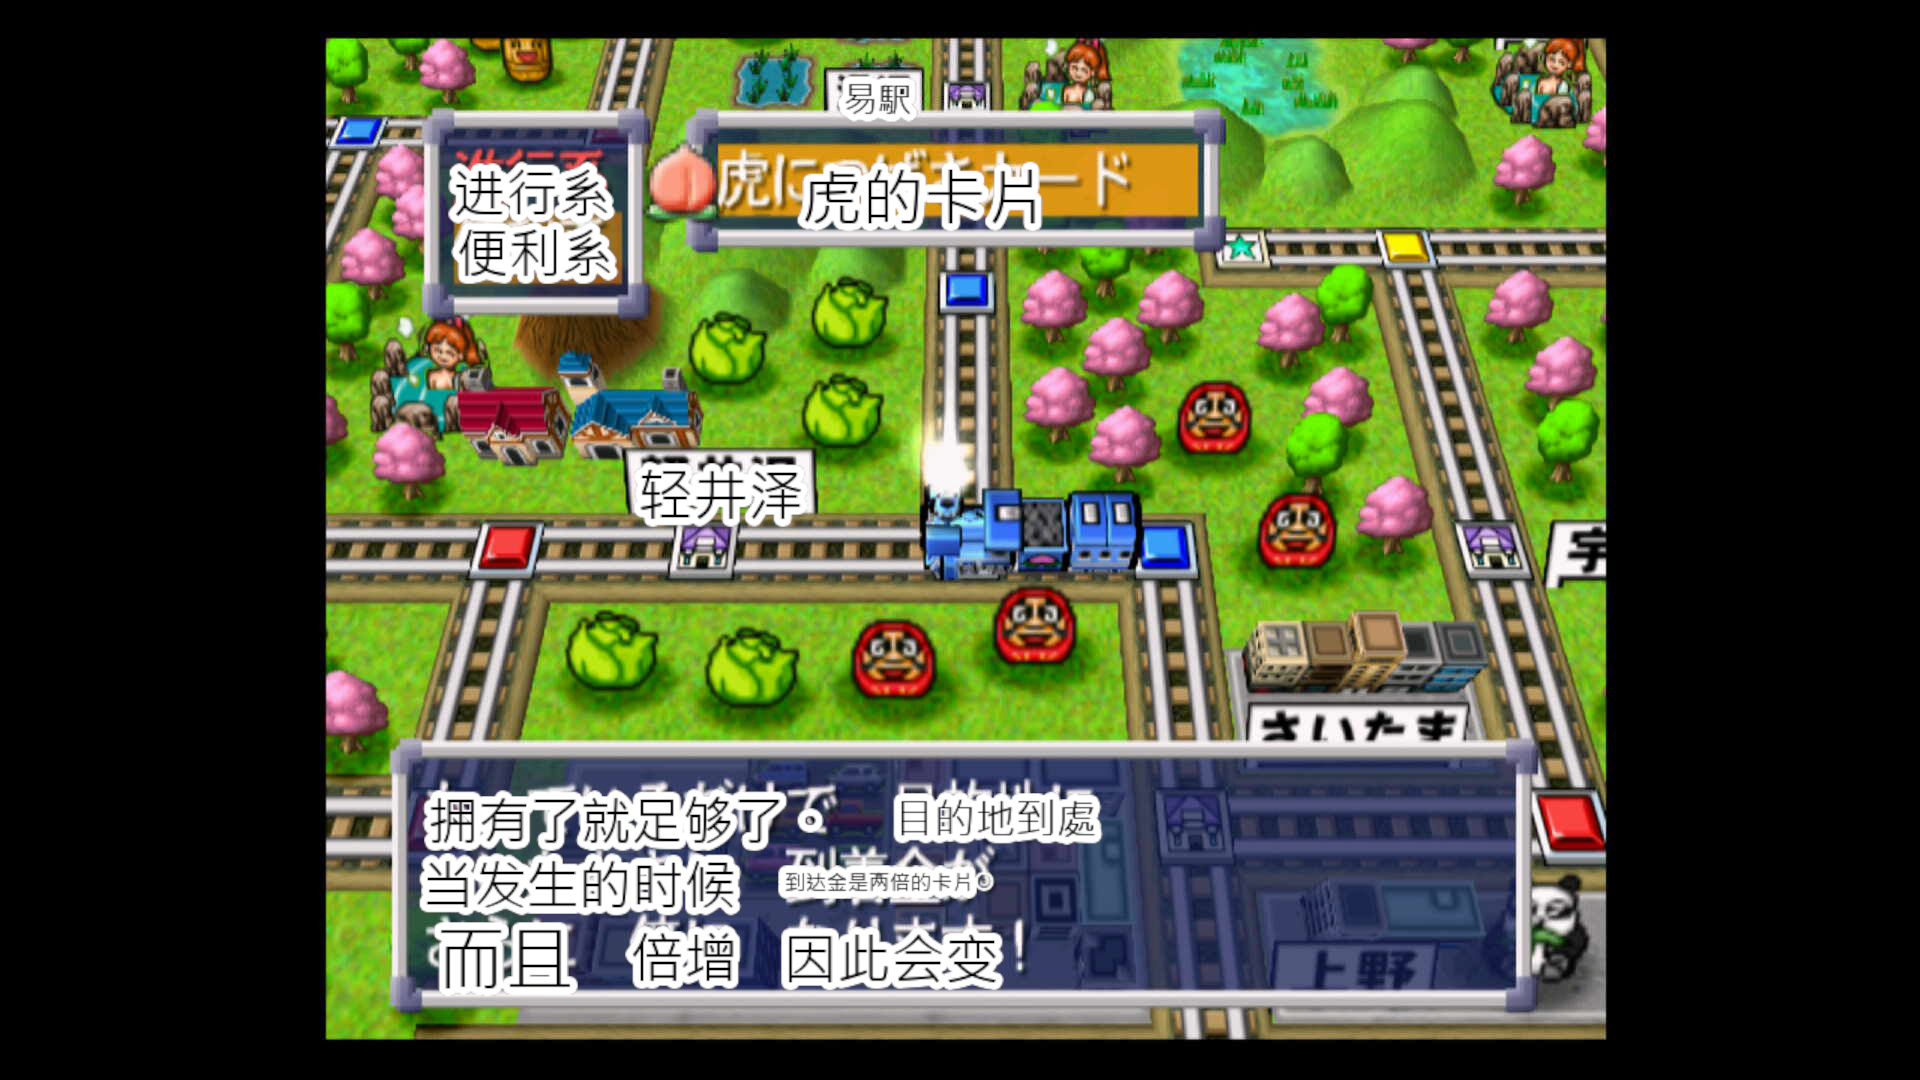 易駅
进行系
便利系
虎的卡片
轻井泽
宇
さいたま
拥有了就足够了。 目的地到處
当发生的时候 到达金是两倍的卡片。
而且 倍增 因此会变!
上野